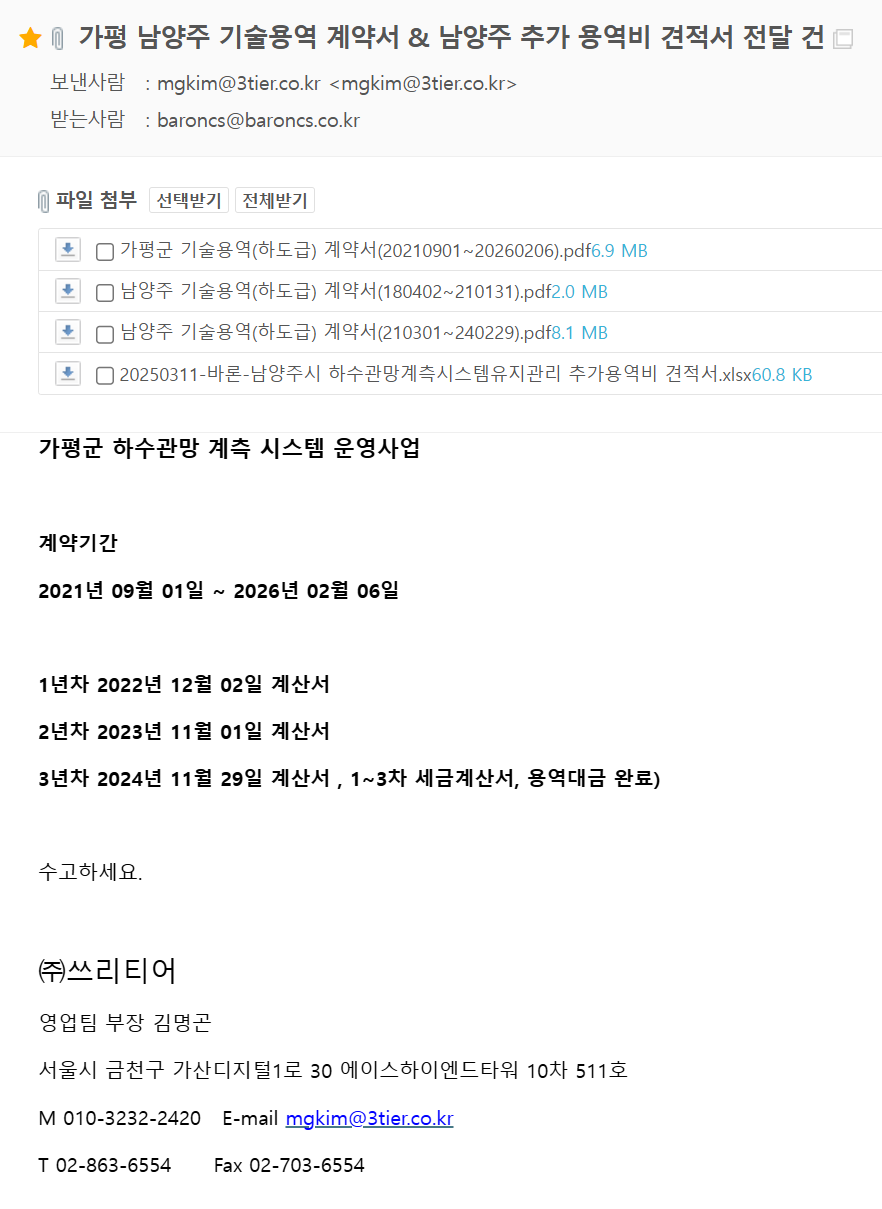 가평 남양주 기술용역 계약서 & 남양주 추가 용역비 견적서 전달 건
보낸사람 : mgkim@3tier.co.kr <mgkim@3tier.co.kr>
받는사람 : baroncs@baroncs.co.kr
파일 첨부 선택받기 전체받기
가평군 기술용역(하도급) 계약서(20210901~20260206).pdf6.9 MB
남양주 기술용역(하도급) 계약서(180402~210131).pdf2.0 MB
남양주 기술용역(하도급) 계약서(210301~240229).pdf8.1 MB
20250311-바론-남양주시 하수관망계측시스템유지관리 추가용역비 견적서.xlsx60.8 KB
가평군 하수관망 계측 시스템 운영사업
계약기간
2021년 09월 01일 ~ 2026년 02월 06일
1년차 2022년 12월 02일 계산서
2년차 2023년 11월 01일 계산서
3년차 2024년 11월 29일 계산서 , 1~3차 세금계산서, 용역대금 완료)
수고하세요.
㈜쓰리티어
영업팀 부장 김명곤
서울시 금천구 가산디지털1로 30 에이스하이엔드타워 10차 511호
M 010-3232-2420 E-mail mgkim@3tier.co.kr
T 02-863-6554 Fax 02-703-6554